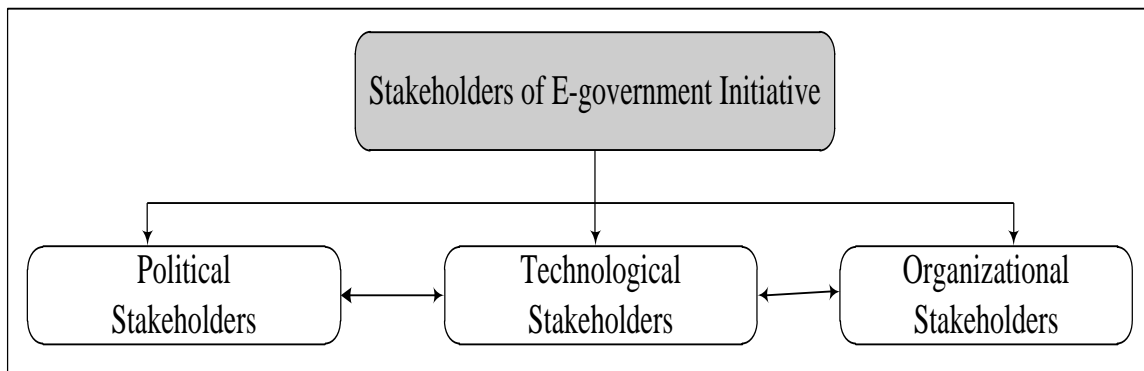 Stakeholders of E-government Initiative
Political
Stakeholders
Technological
Stakeholders
Organizational
Stakeholders